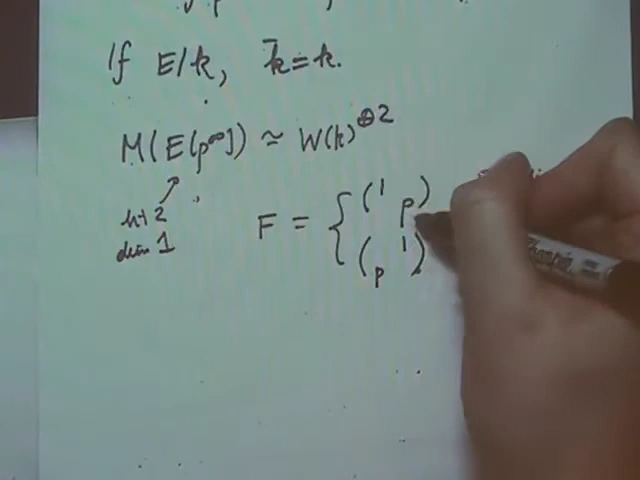 If E/k, k̄=k.
M(E[p^∞]) ≃ W(k)^⊕2
ht 2
dim 1
F = { (1 p)
(p 1)